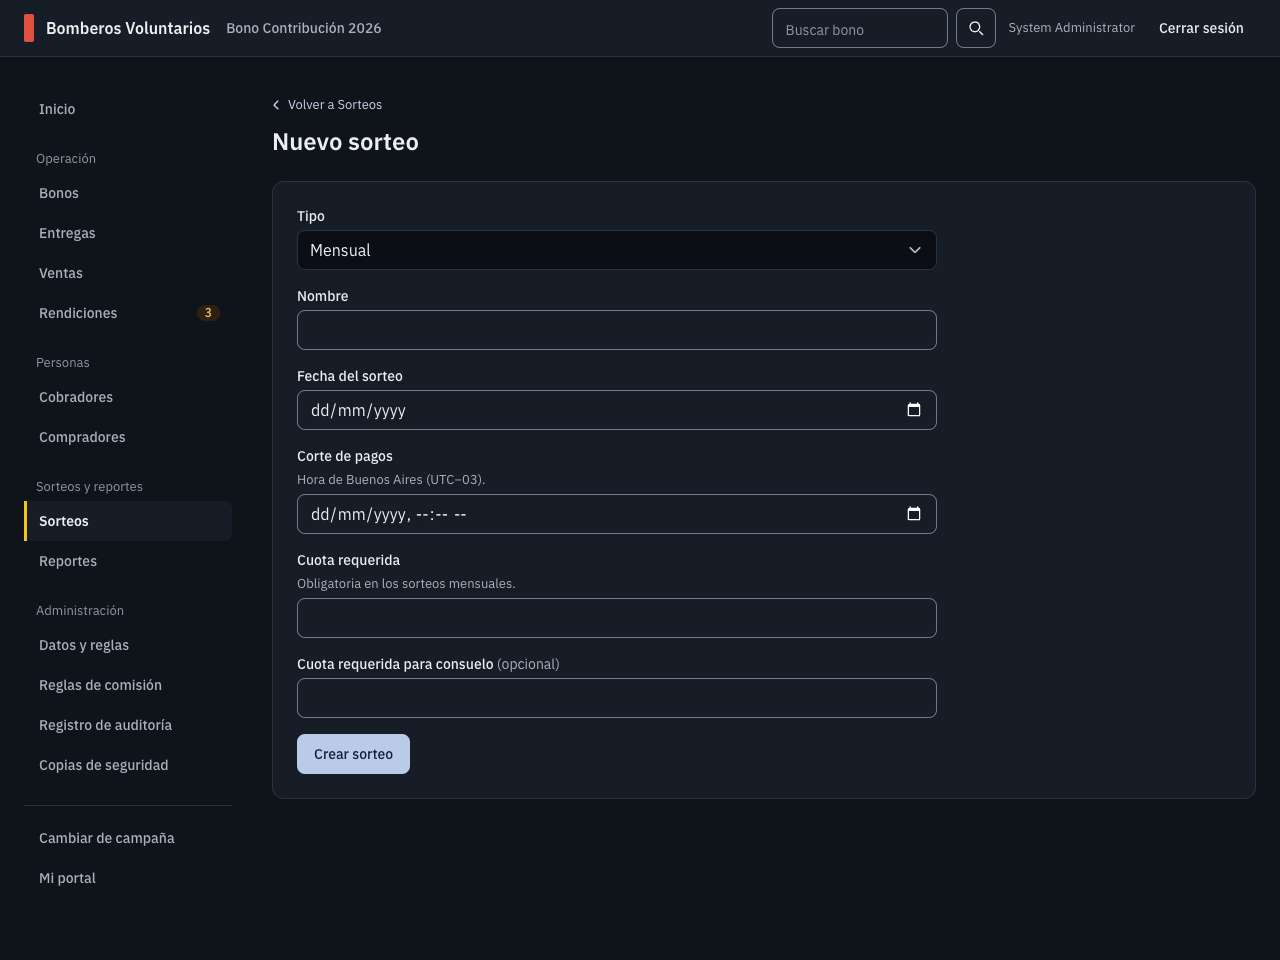 Bomberos Voluntarios Bono Contribución 2026 Buscar bono System Administrator Cerrar sesión
Inicio
Operación
Bonos
Entregas
Ventas
Rendiciones 3
Personas
Cobradores
Compradores
Sorteos y reportes
Sorteos
Reportes
Administración
Datos y reglas
Reglas de comisión
Registro de auditoría
Copias de seguridad
Cambiar de campaña
Mi portal
Volver a Sorteos
Nuevo sorteo
Tipo
Mensual
Nombre
Fecha del sorteo
dd/mm/yyyy
Corte de pagos
Hora de Buenos Aires (UTC−03).
dd/mm/yyyy, --:-- --
Cuota requerida
Obligatoria en los sorteos mensuales.
Cuota requerida para consuelo (opcional)
Crear sorteo